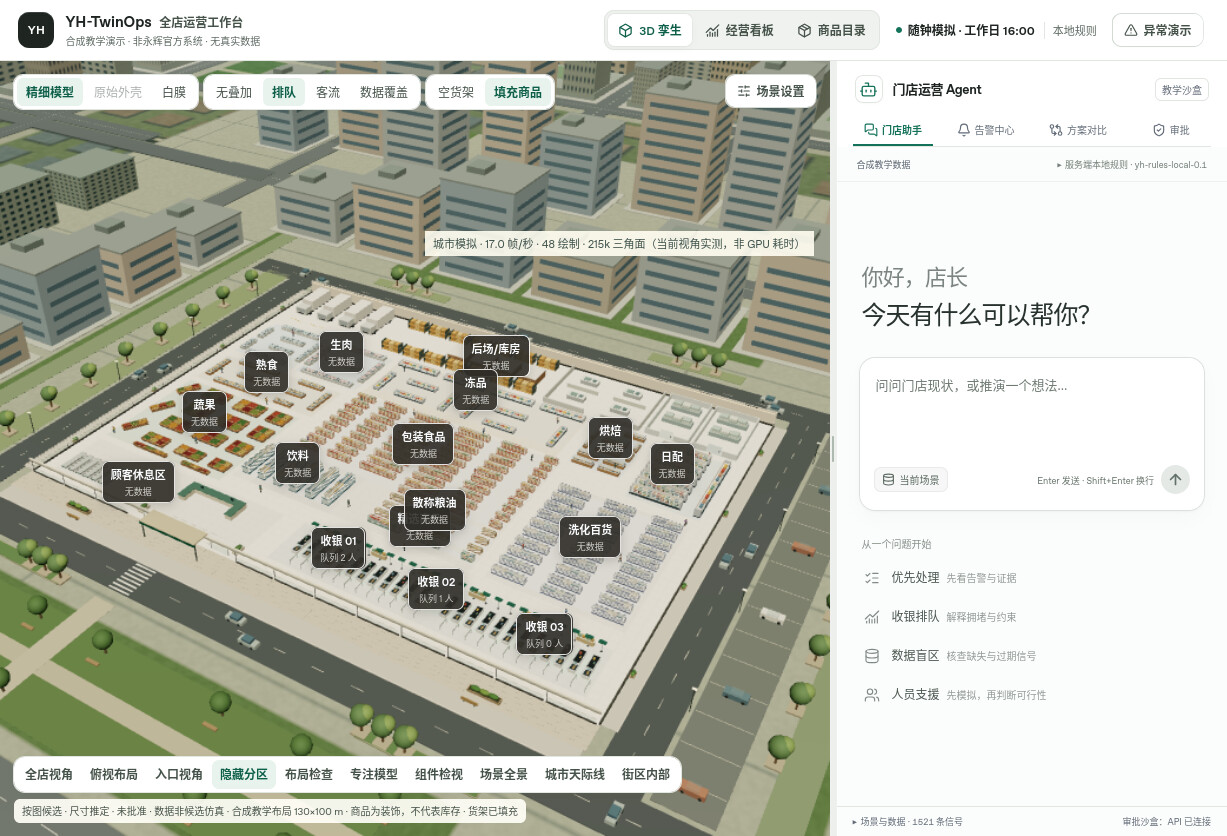 YH
YH-TwinOps 全店运营工作台
合成教学演示 · 非永辉官方系统 · 无真实数据
3D 孪生
经营看板
商品目录
随钟模拟 · 工作日 16:00
本地规则
异常演示
精细模型
原始外壳
白膜
无叠加
排队
客流
数据覆盖
空货架
填充商品
场景设置
城市模拟 · 17.0 帧/秒 · 48 绘制 · 215k 三角面（当前视角实测，非 GPU 耗时）
生肉
无数据
后场/库房
无数据
熟食
无数据
冻品
无数据
蔬果
无数据
包装食品
无数据
烘焙
无数据
饮料
无数据
日配
无数据
顾客休息区
无数据
散称粮油
无数据
无数据
洗化百货
无数据
收银 01
队列 2 人
收银 02
队列 1 人
收银 03
队列 0 人
全店视角
俯视布局
入口视角
隐藏分区
布局检查
专注模型
组件检视
场景全景
城市天际线
街区内部
按图候选 · 尺寸推定 · 未批准 · 数据非候选仿真 · 合成教学布局 130×100 m · 商品为装饰，不代表库存 · 货架已填充
门店运营 Agent
教学沙盒
门店助手
告警中心
方案对比
审批
合成教学数据
▸ 服务端本地规则 · yh-rules-local-0.1
你好，店长
今天有什么可以帮你？
问问门店现状，或推演一个想法...
当前场景
Enter 发送 · Shift+Enter 换行
从一个问题开始
优先处理 先看告警与证据
收银排队 解释拥堵与约束
数据盲区 核查缺失与过期信号
人员支援 先模拟，再判断可行性
▸ 场景与数据 · 1521 条信号
审批沙盒：API 已连接